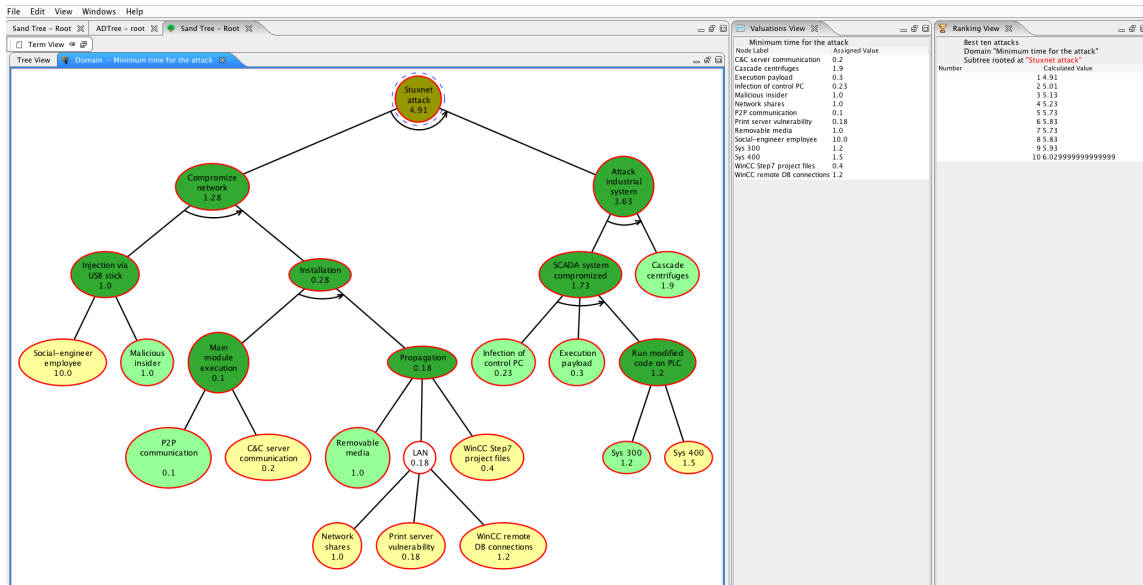 File Edit View Windows Help
Sand Tree - Root ADTree - root Sand Tree - Root
Term View
Tree View Domain - Minimum time for the attack
Stuxnet
attack
4.91
Compromize
network
1.28
Attack
industrial
system
3.63
Injection via
USB stick
1.0
Installation
0.28
SCADA system
compromized
1.73
Cascade
centrifuges
1.9
Social-engineer
employee
10.0
Malicious
insider
1.0
Main
module
execution
0.1
Propagation
0.18
Infection of
control PC
0.23
Execution
payload
0.3
Run modified
code on PLC
1.2
P2P
communication
0.1
C&C server
communication
0.2
Removable
media
1.0
LAN
0.18
WinCC Step7
project files
0.4
Sys 300
1.2
Sys 400
1.5
Network
shares
1.0
Print server
vulnerability
0.18
WinCC remote
DB connections
1.2
Valuations View
Minimum time for the attack
Node Label Assigned Value
C&C server communication 0.2
Cascade centrifuges 1.9
Execution payload 0.3
Infection of control PC 0.23
Malicious insider 1.0
Network shares 1.0
P2P communication 0.1
Print server vulnerability 0.18
Removable media 1.0
Social-engineer employee 10.0
Sys 300 1.2
Sys 400 1.5
WinCC Step7 project files 0.4
WinCC remote DB connections 1.2
Ranking View
Best ten attacks
Domain "Minimum time for the attack"
Subtree rooted at "Stuxnet attack"
Number Calculated Value
1 4.91
2 5.01
3 5.13
4 5.23
5 5.73
6 5.83
7 5.73
8 5.83
9 5.93
10 6.029999999999999